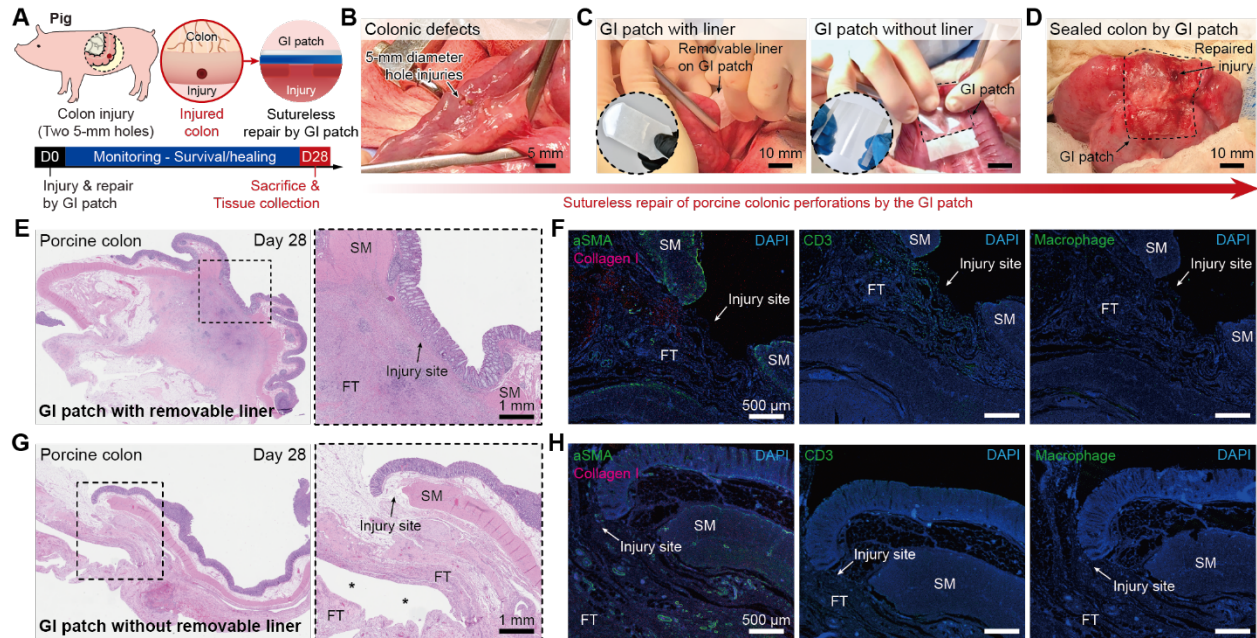 A
Pig
Colon
Injury
GI patch
Injury
Colon injury
(Two 5-mm holes)
Injured
colon
Sutureless
repair by GI patch
D0
Monitoring - Survival/healing
D28
Injury & repair
by GI patch
Sacrifice &
Tissue collection
B
Colonic defects
5-mm diameter
hole injuries
5 mm
C
GI patch with liner
Removable liner
on GI patch
10 mm
GI patch without liner
GI patch
D
Sealed colon by GI patch
Repaired
injury
GI patch
10 mm
Sutureless repair of porcine colonic perforations by the GI patch
E
Porcine colon
Day 28
GI patch with removable liner
SM
Injury site
FT
SM
1 mm
F
aSMA
DAPI
Collagen I
SM
Injury site
FT
SM
500 µm
CD3
DAPI
SM
Injury site
FT
SM
Macrophage
DAPI
SM
Injury site
FT
SM
G
Porcine colon
Day 28
GI patch without removable liner
SM
Injury site
FT
*
*
FT
1 mm
H
aSMA
DAPI
Collagen I
SM
Injury site
FT
500 µm
CD3
DAPI
SM
Injury site
FT
Macrophage
DAPI
SM
Injury site
FT